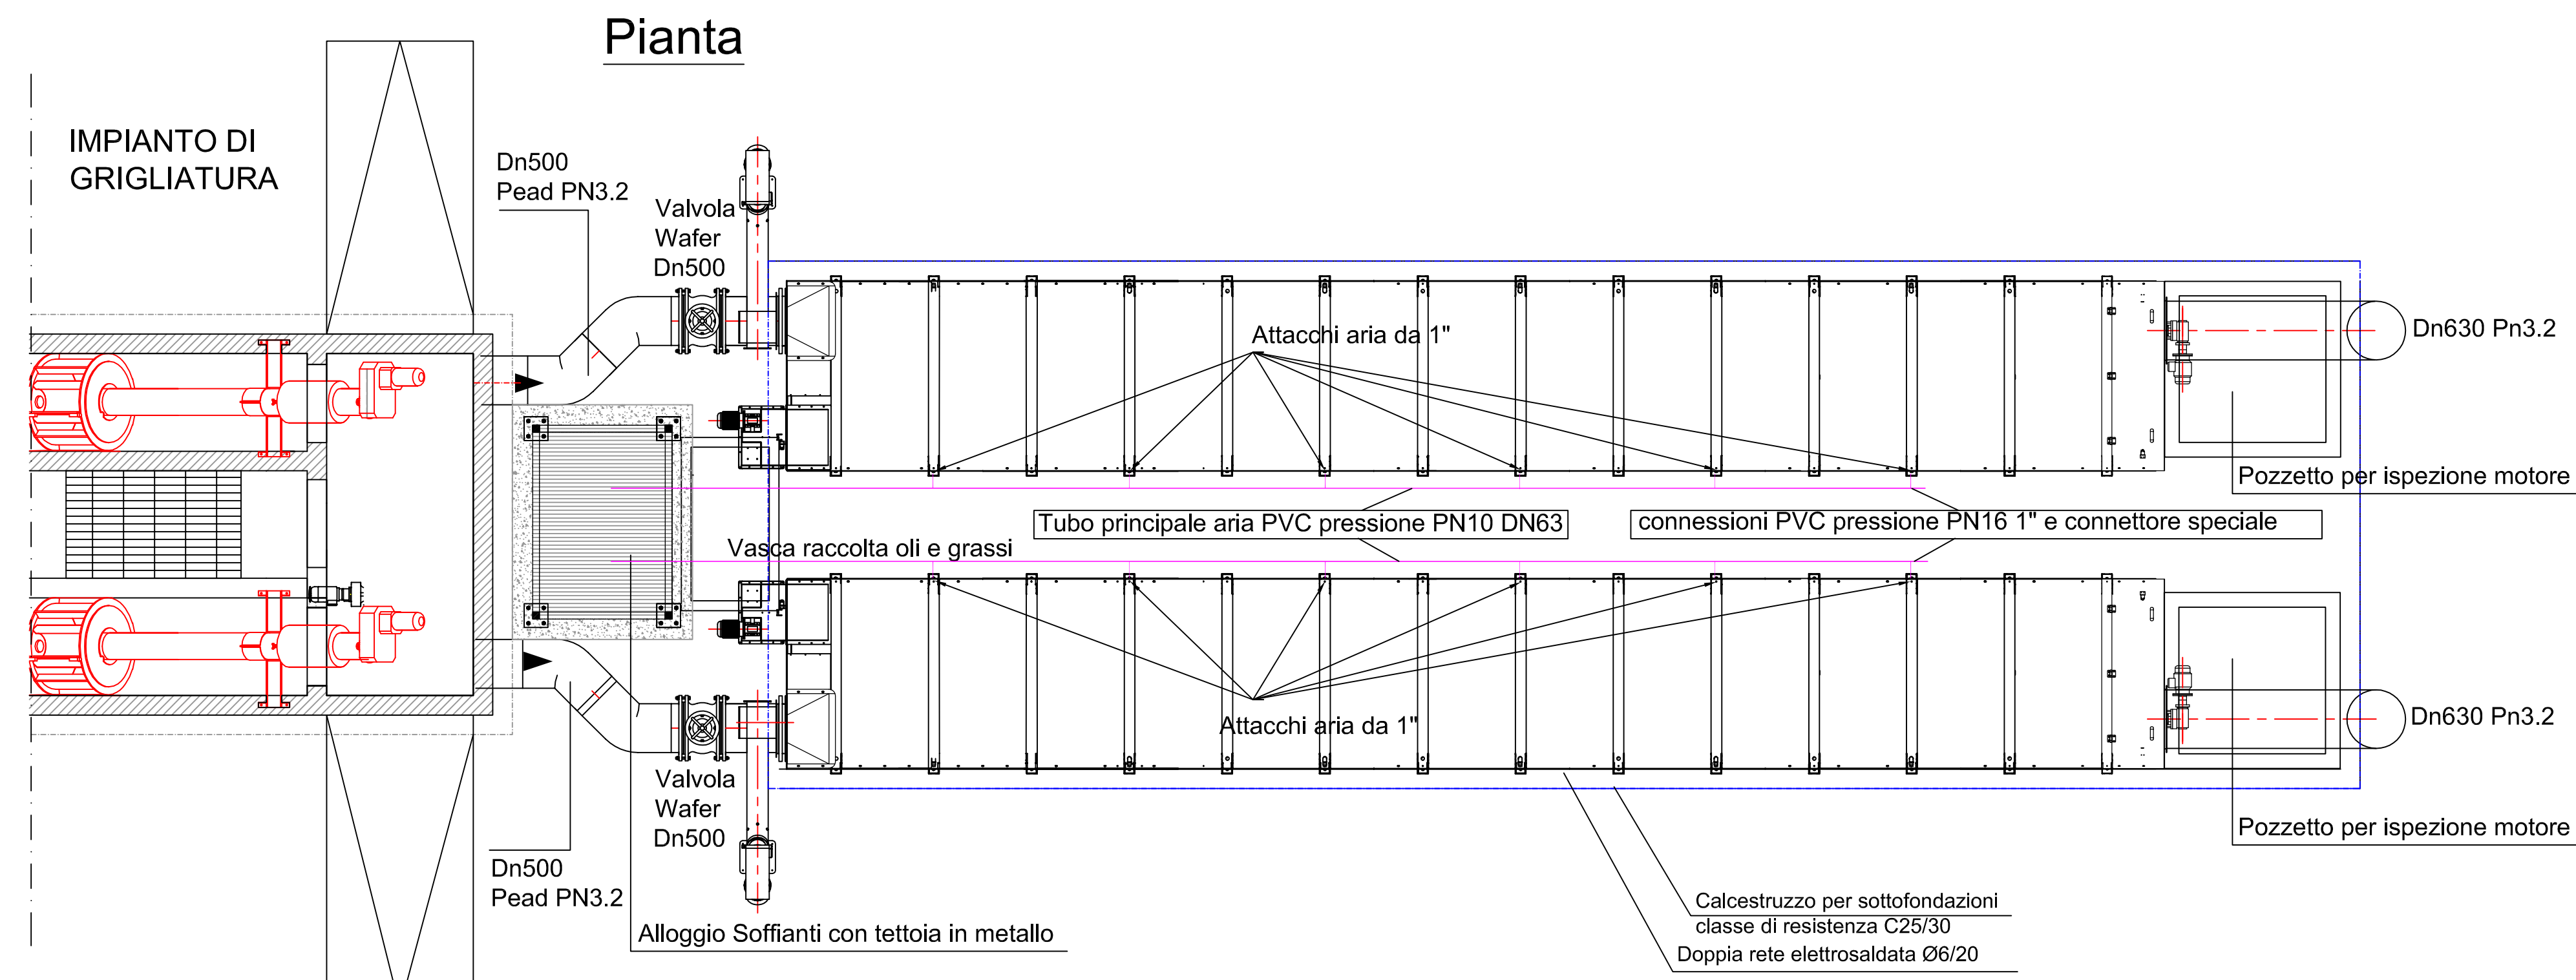 Pianta
IMPIANTO DI
GRIGLIATURA
Dn500
Pead PN3.2
Valvola
Wafer
Dn500
Attacchi aria da 1"
Dn630 Pn3.2
Pozzetto per ispezione motore
Tubo principale aria PVC pressione PN10 DN63
connessioni PVC pressione PN16 1" e connettore speciale
Vasca raccolta oli e grassi
Attacchi aria da 1"
Dn630 Pn3.2
Valvola
Wafer
Dn500
Pozzetto per ispezione motore
Dn500
Pead PN3.2
Alloggio Soffianti con tettoia in metallo
Calcestruzzo per sottofondazioni
classe di resistenza C25/30
Doppia rete elettrosaldata Ø6/20